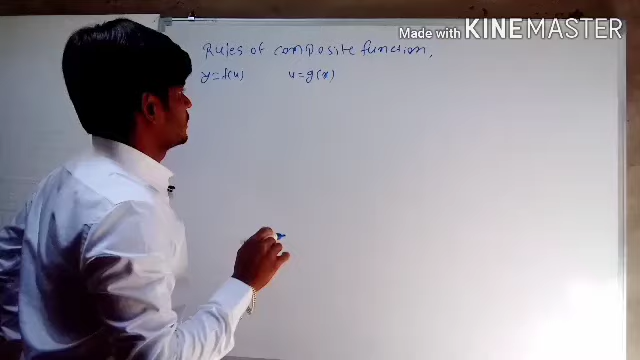 Made with KINEMASTER
Rules of composite function,
y=f(u) u=g(x)